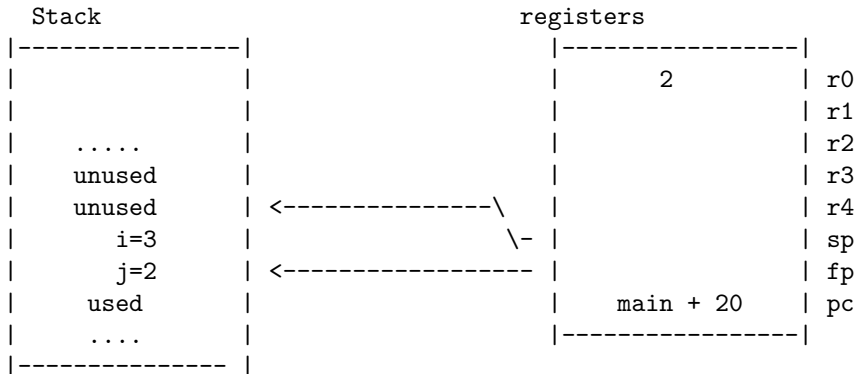 Stack registers
|----------------| |-----------------|
| | | 2 | r0
| | | | r1
| ..... | | | r2
| unused | | | r3
| unused | <---------------\ | | r4
| i=3 | \- | | sp
| j=2 | <------------------ | | fp
| used | | main + 20 | pc
| .... | |-----------------|
|--------------- |